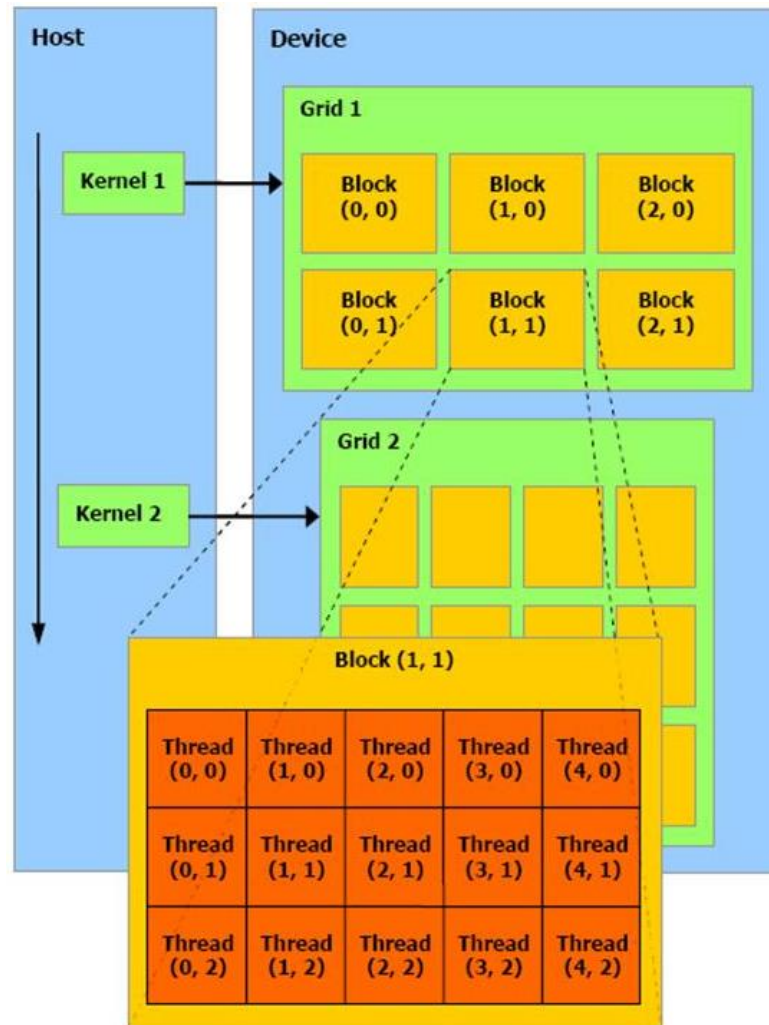 Host
Device
Grid 1
Kernel 1
Block
(0, 0)
Block
(1, 0)
Block
(2, 0)
Block
(0, 1)
Block
(1, 1)
Block
(2, 1)
Grid 2
Kernel 2
Block (1, 1)
Thread
(0, 0)
Thread
(1, 0)
Thread
(2, 0)
Thread
(3, 0)
Thread
(4, 0)
Thread
(0, 1)
Thread
(1, 1)
Thread
(2, 1)
Thread
(3, 1)
Thread
(4, 1)
Thread
(0, 2)
Thread
(1, 2)
Thread
(2, 2)
Thread
(3, 2)
Thread
(4, 2)